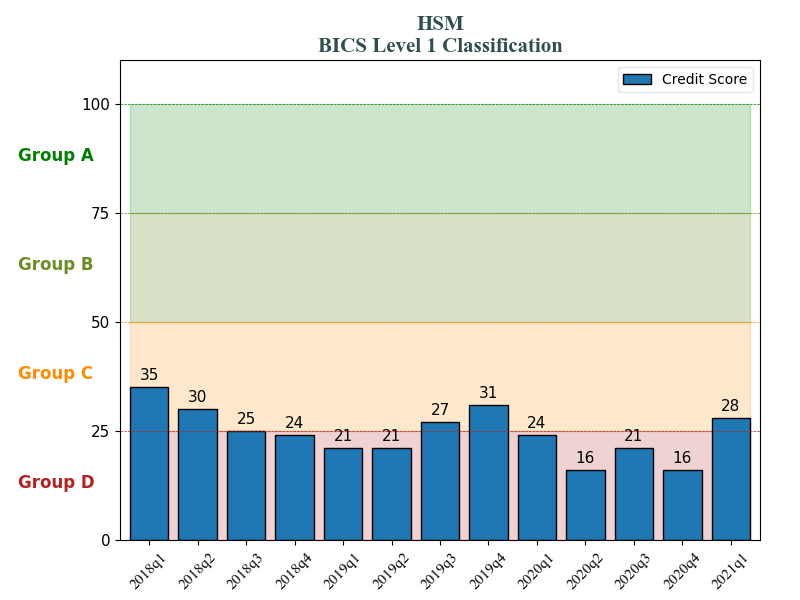 HSM
BICS Level 1 Classification
Credit Score
100
Group A
75
Group B
50
Group C
35
30
25
24
21
21
27
31
24
16
21
16
28
25
Group D
0
2018q1
2018q2
2018q3
2018q4
2019q1
2019q2
2019q3
2019q4
2020q1
2020q2
2020q3
2020q4
2021q1